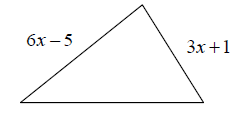 6x – 5
3x + 1